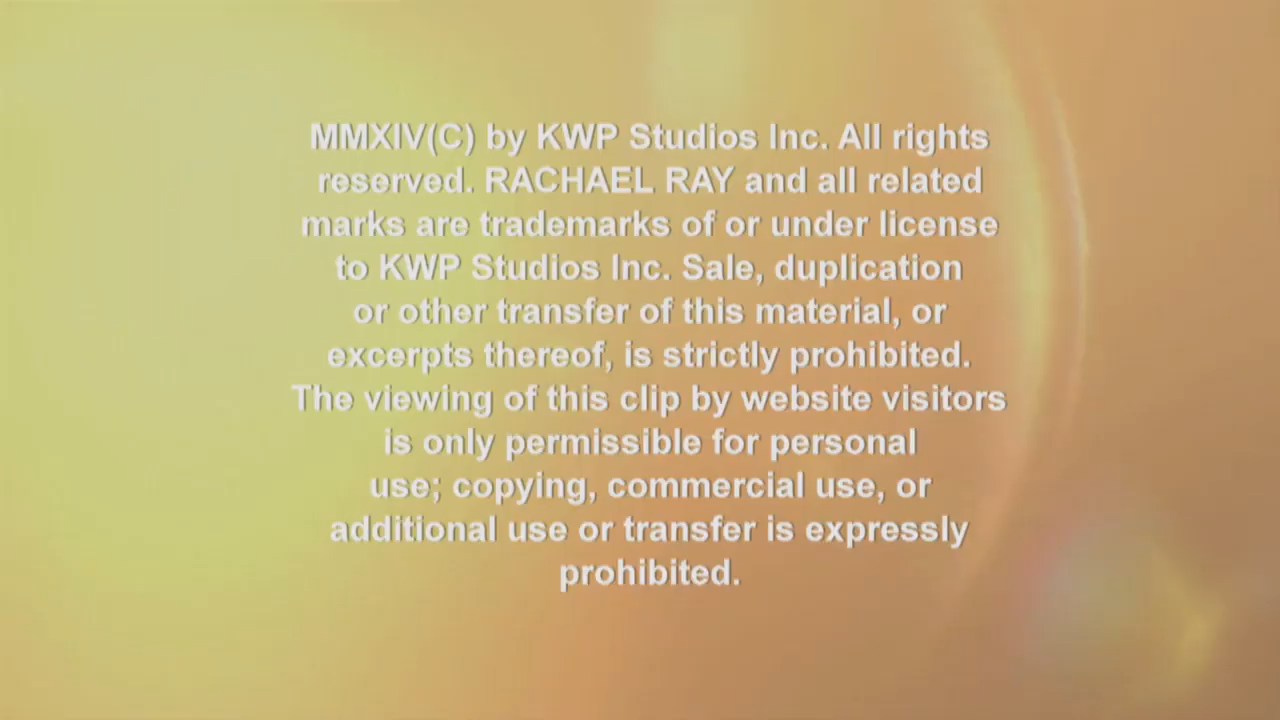 MMXIV(C) by KWP Studios Inc. All rights
reserved. RACHAEL RAY and all related
marks are trademarks of or under license
to KWP Studios Inc. Sale, duplication
or other transfer of this material, or
excerpts thereof, is strictly prohibited.
The viewing of this clip by website visitors
is only permissible for personal
use; copying, commercial use, or
additional use or transfer is expressly
prohibited.